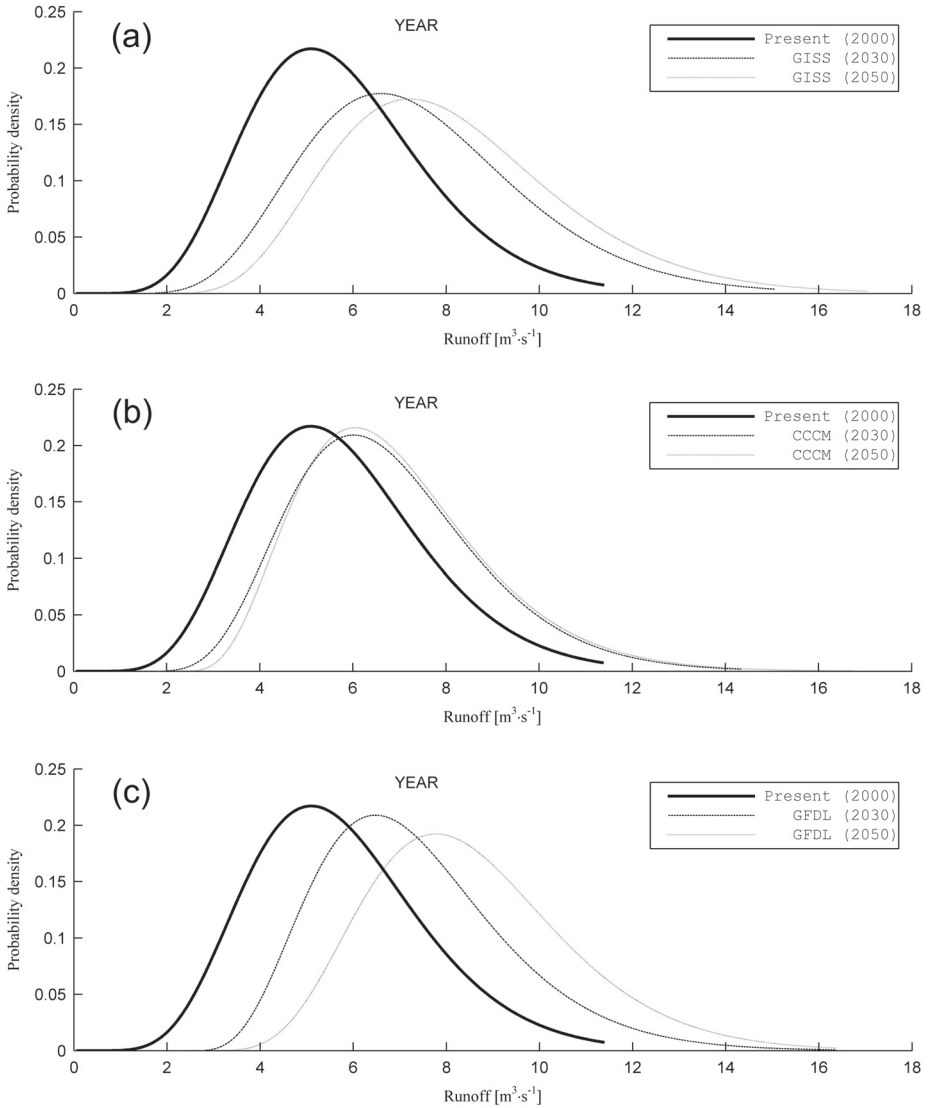 (a)
YEAR
Present (2000)
GISS (2030)
GISS (2050)
Probability density
0.25
0.2
0.15
0.1
0.05
0
0 2 4 6 8 10 12 14 16 18
Runoff [m³·s⁻¹]
(b)
YEAR
Present (2000)
CCCM (2030)
CCCM (2050)
Probability density
0.25
0.2
0.15
0.1
0.05
0
0 2 4 6 8 10 12 14 16 18
Runoff [m³·s⁻¹]
(c)
YEAR
Present (2000)
GFDL (2030)
GFDL (2050)
Probability density
0.25
0.2
0.15
0.1
0.05
0
0 2 4 6 8 10 12 14 16 18
Runoff [m³·s⁻¹]